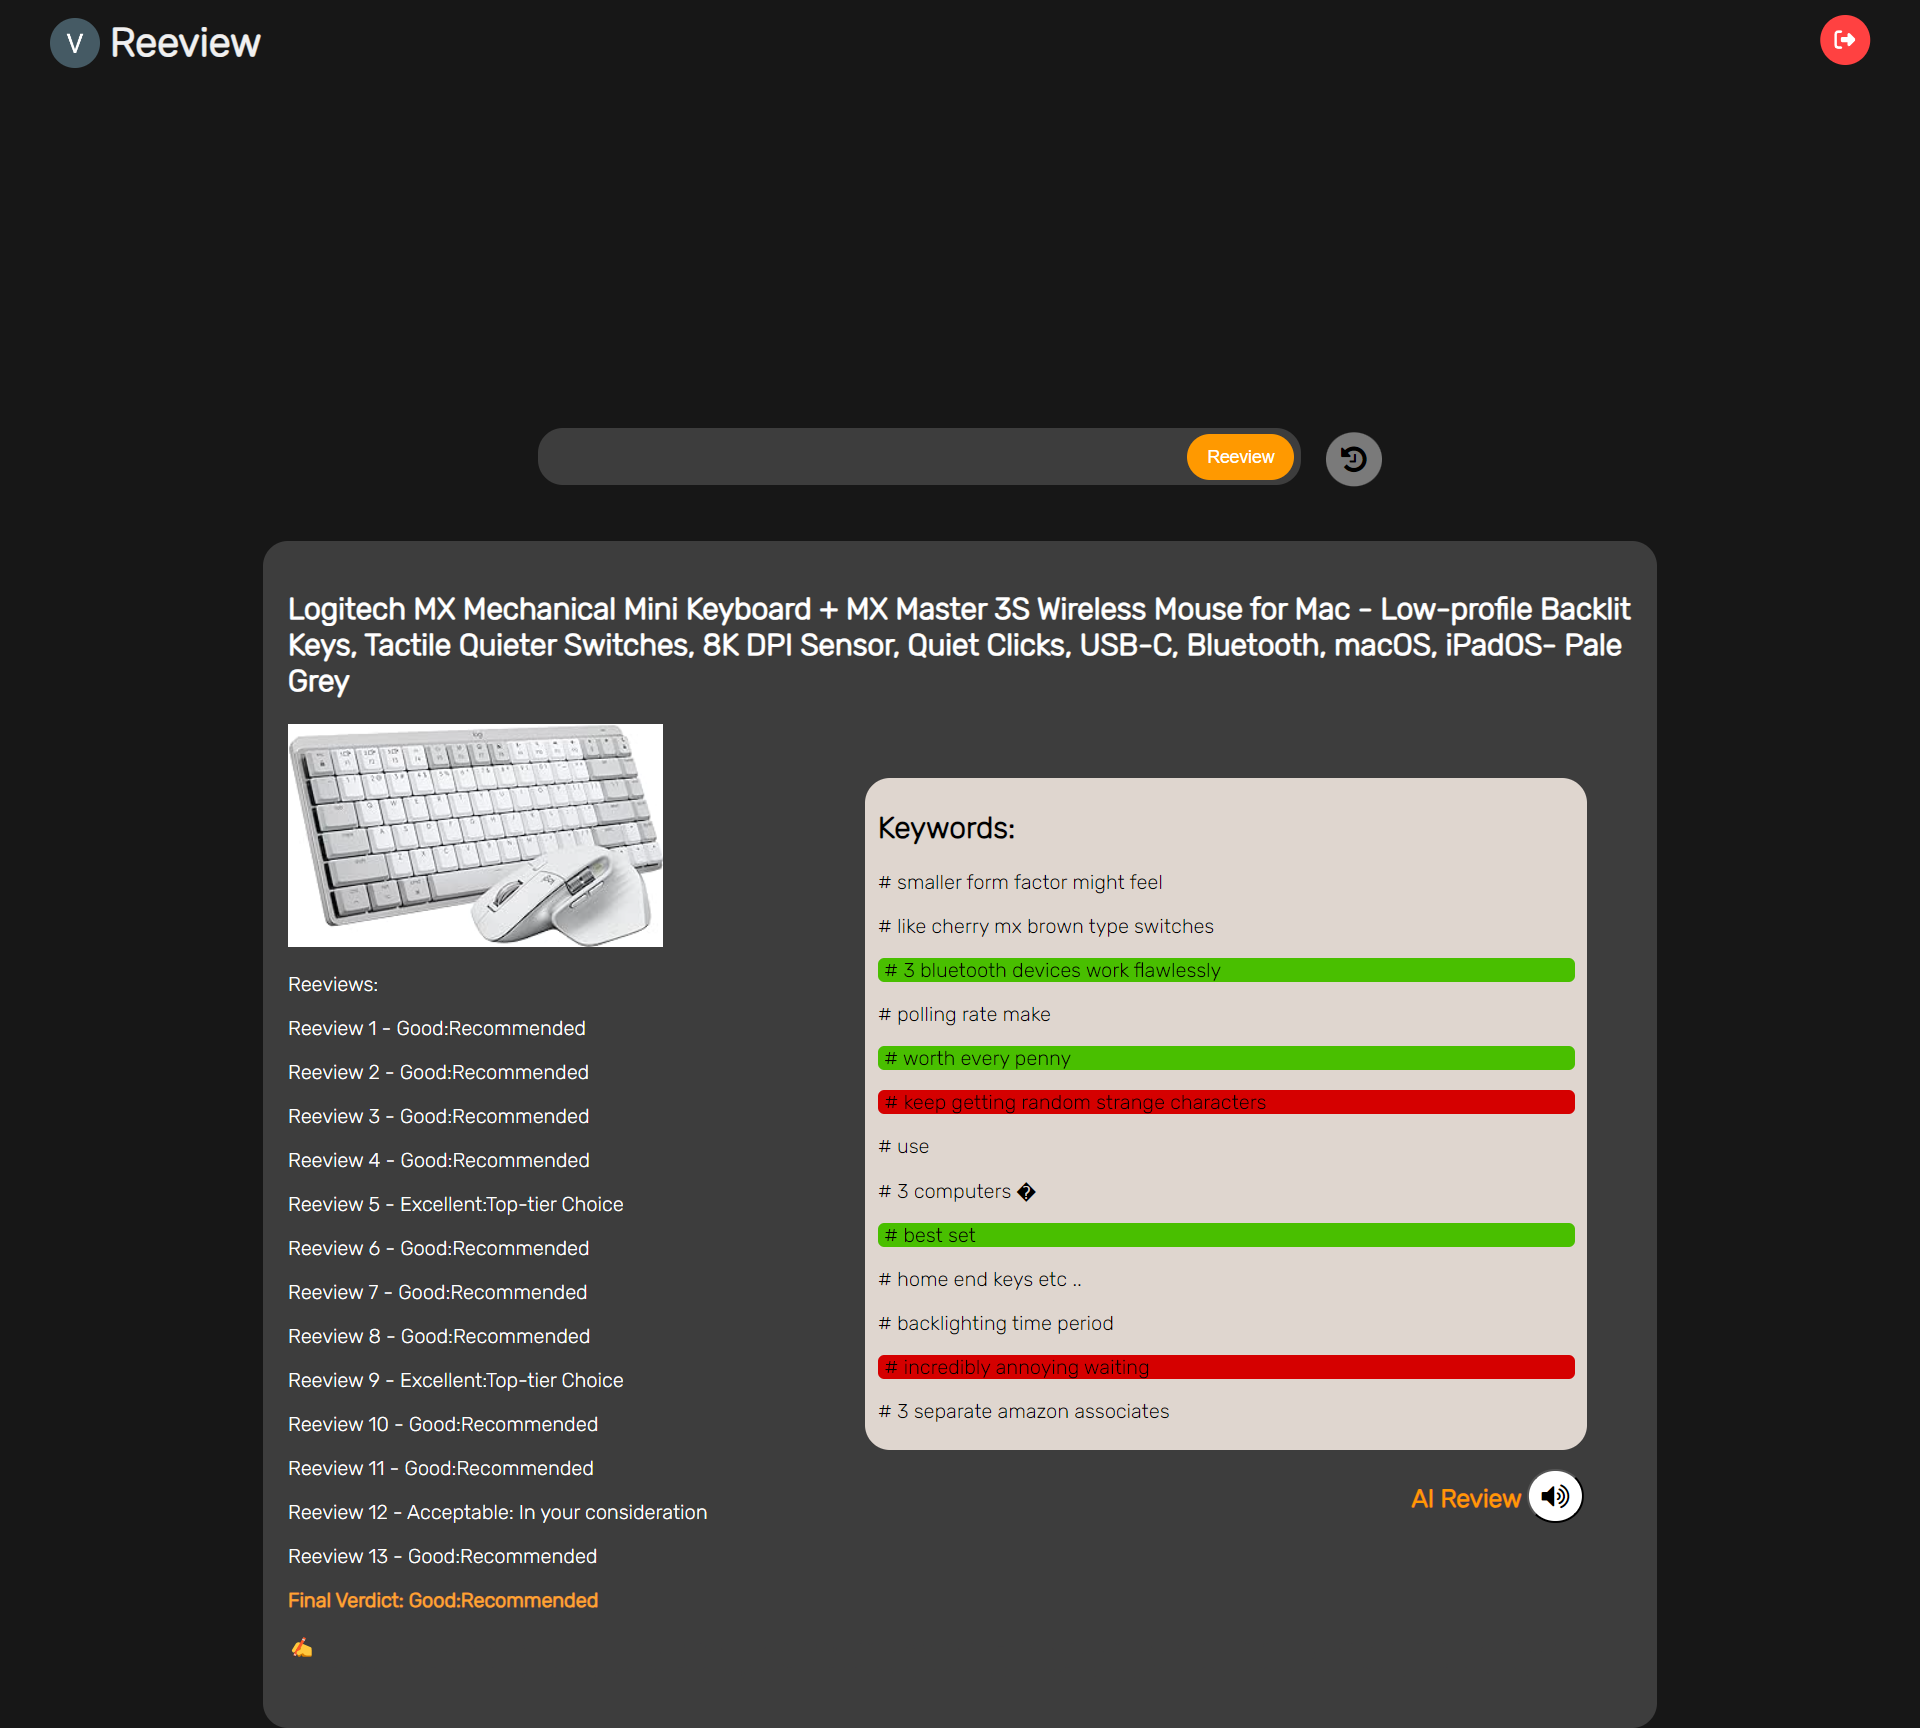 V Reeview
Reeview
Logitech MX Mechanical Mini Keyboard + MX Master 3S Wireless Mouse for Mac - Low-profile Backlit
Keys, Tactile Quieter Switches, 8K DPI Sensor, Quiet Clicks, USB-C, Bluetooth, macOS, iPadOS- Pale
Grey
Reeviews:
Reeview 1 - Good:Recommended
Reeview 2 - Good:Recommended
Reeview 3 - Good:Recommended
Reeview 4 - Good:Recommended
Reeview 5 - Excellent:Top-tier Choice
Reeview 6 - Good:Recommended
Reeview 7 - Good:Recommended
Reeview 8 - Good:Recommended
Reeview 9 - Excellent:Top-tier Choice
Reeview 10 - Good:Recommended
Reeview 11 - Good:Recommended
Reeview 12 - Acceptable: In your consideration
Reeview 13 - Good:Recommended
Final Verdict: Good:Recommended
✍️
Keywords:
# smaller form factor might feel
# like cherry mx brown type switches
# 3 bluetooth devices work flawlessly
# polling rate make
# worth every penny
# keep getting random strange characters
# use
# 3 computers �
# best set
# home end keys etc ..
# backlighting time period
# incredibly annoying waiting
# 3 separate amazon associates
AI Review